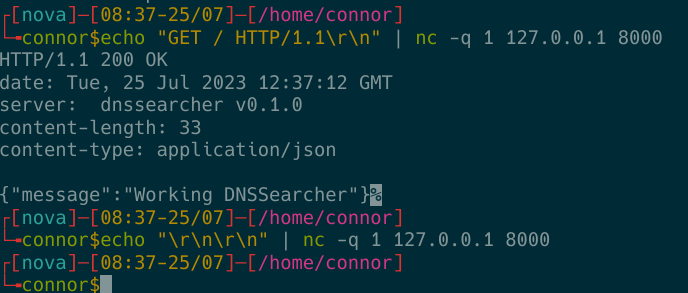 ┌[nova]─[08:37-25/07]─[/home/connor]
└╼connor$echo "GET / HTTP/1.1\r\n" | nc -q 1 127.0.0.1 8000
HTTP/1.1 200 OK
date: Tue, 25 Jul 2023 12:37:12 GMT
server:  dnssearcher v0.1.0
content-length: 33
content-type: application/json

{"message":"Working DNSSearcher"}%
┌[nova]─[08:37-25/07]─[/home/connor]
└╼connor$echo "\r\n\r\n" | nc -q 1 127.0.0.1 8000
┌[nova]─[08:37-25/07]─[/home/connor]
└╼connor$